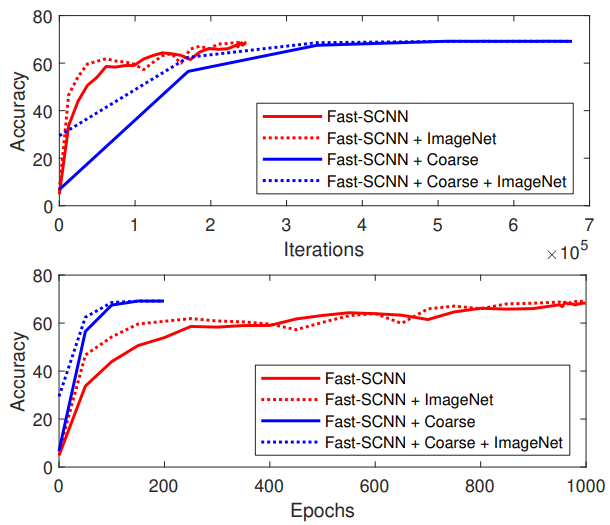 80
60
40
20
0
Accuracy
Fast-SCNN
Fast-SCNN + ImageNet
Fast-SCNN + Coarse
Fast-SCNN + Coarse + ImageNet
0 1 2 3 4 5 6 7
Iterations
×10^5
80
60
40
20
0
Accuracy
Fast-SCNN
Fast-SCNN + ImageNet
Fast-SCNN + Coarse
Fast-SCNN + Coarse + ImageNet
0 200 400 600 800 1000
Epochs